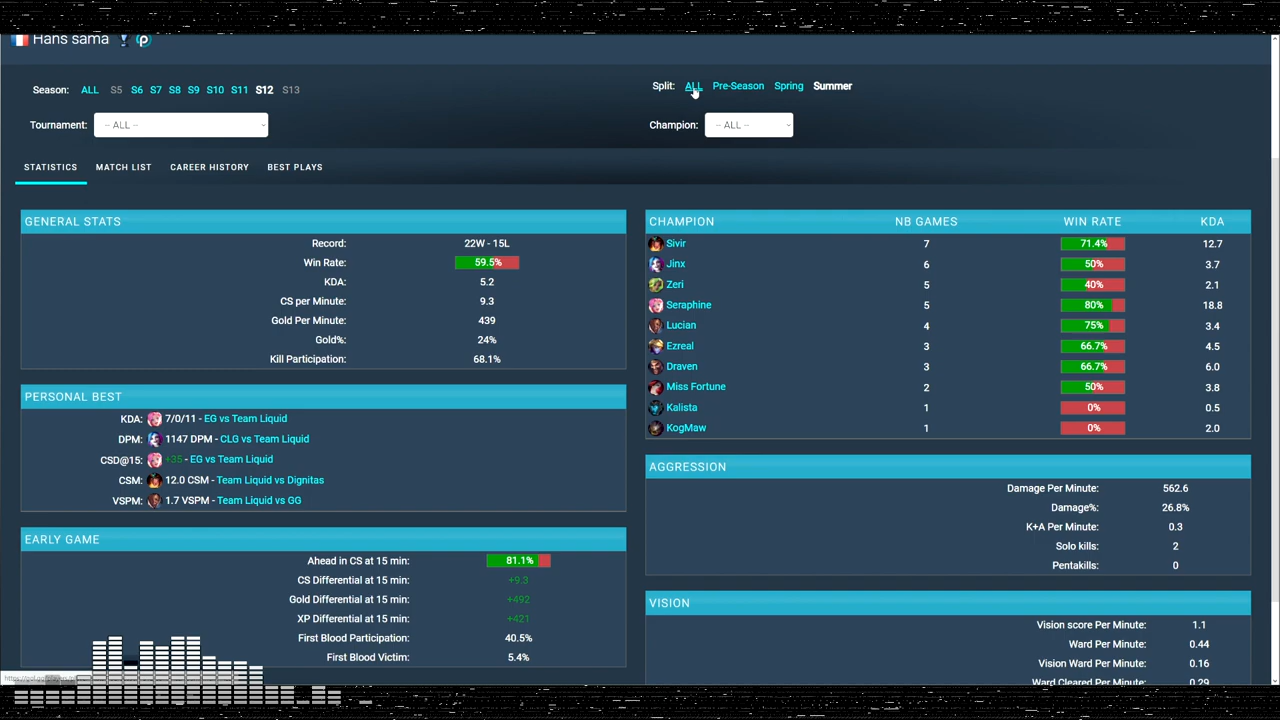 Hans sama
Season: ALL S5 S6 S7 S8 S9 S10 S11 S12 S13
Split: ALL Pre-Season Spring Summer
Tournament: -- ALL --
Champion: -- ALL --
STATISTICS MATCH LIST CAREER HISTORY BEST PLAYS
GENERAL STATS
Record: 22W - 15L
Win Rate: 59.5%
KDA: 5.2
CS per Minute: 9.3
Gold Per Minute: 439
Gold%: 24%
Kill Participation: 68.1%
PERSONAL BEST
KDA: 7/0/11 - EG vs Team Liquid
DPM: 1147 DPM - CLG vs Team Liquid
CSD@15: +35 - EG vs Team Liquid
CSM: 12.0 CSM - Team Liquid vs Dignitas
VSPM: 1.7 VSPM - Team Liquid vs GG
EARLY GAME
Ahead in CS at 15 min: 81.1%
CS Differential at 15 min: +9.3
Gold Differential at 15 min: +492
XP Differential at 15 min: +421
First Blood Participation: 40.5%
First Blood Victim: 5.4%
CHAMPION NB GAMES WIN RATE KDA
Sivir 7 71.4% 12.7
Jinx 6 50% 3.7
Zeri 5 40% 2.1
Seraphine 5 80% 18.8
Lucian 4 75% 3.4
Ezreal 3 66.7% 4.5
Draven 3 66.7% 6.0
Miss Fortune 2 50% 3.8
Kalista 1 0% 0.5
KogMaw 1 0% 2.0
AGGRESSION
Damage Per Minute: 562.6
Damage%: 26.8%
K+A Per Minute: 0.3
Solo kills: 2
Pentakills: 0
VISION
Vision score Per Minute: 1.1
Ward Per Minute: 0.44
Vision Ward Per Minute: 0.16
Ward Cleared Per Minute: 0.29